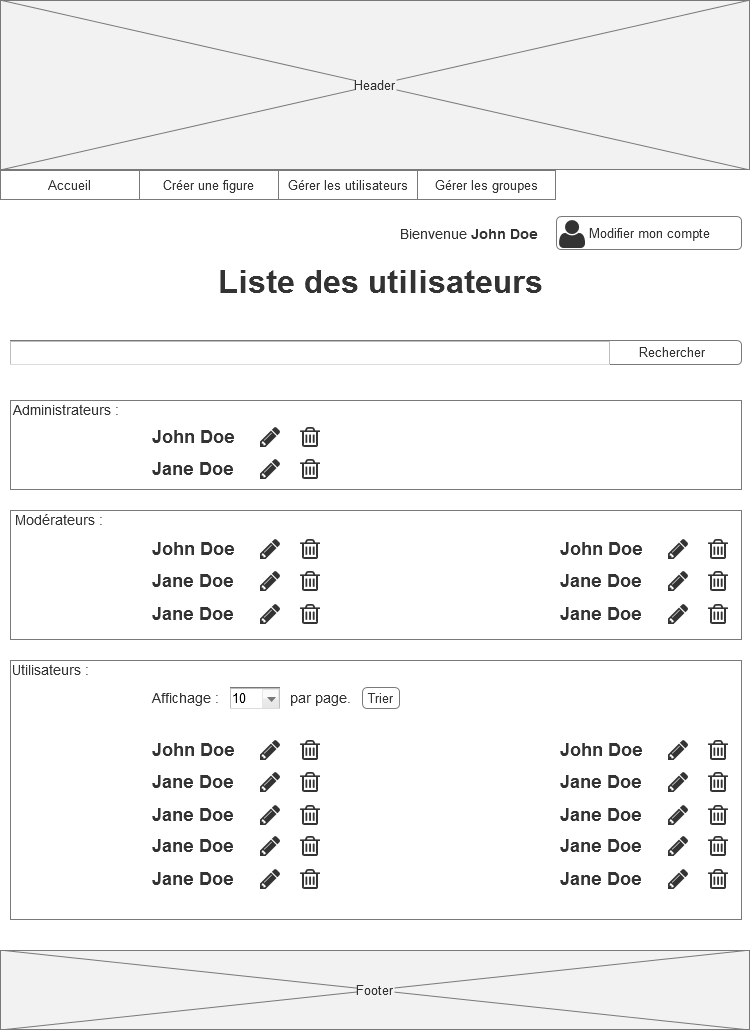 Header
Accueil Créer une figure Gérer les utilisateurs Gérer les groupes
Bienvenue John Doe Modifier mon compte
Liste des utilisateurs
Rechercher
Administrateurs :
John Doe
Jane Doe
Modérateurs :
John Doe John Doe
Jane Doe Jane Doe
Jane Doe Jane Doe
Utilisateurs :
Affichage : 10 par page. Trier
John Doe John Doe
Jane Doe Jane Doe
Jane Doe Jane Doe
Jane Doe Jane Doe
Jane Doe Jane Doe
Footer